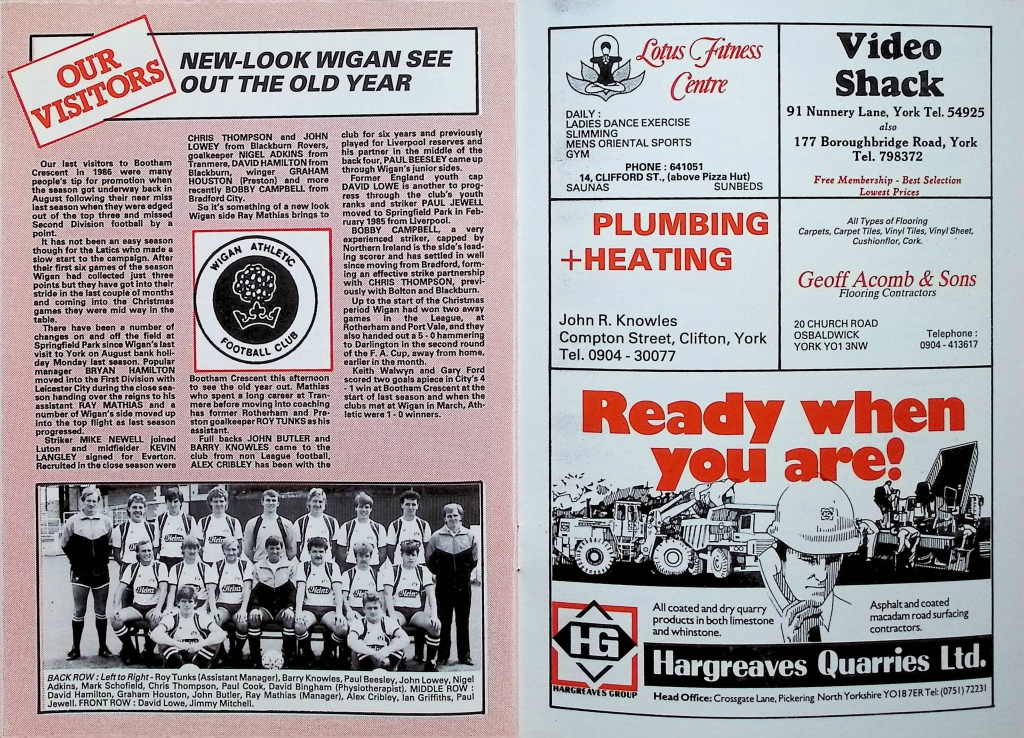 OUR
VISITORS
NEW-LOOK WIGAN SEE
OUT THE OLD YEAR
Our last visitors to Bootham
Crescent in 1986 were many
people's tip for promotion when
the season got underway back in
August following their near miss
last season when they were edged
out of the top three and missed
Second Division football by a
point.
It has not been an easy season
though for the Latics who made a
slow start to the campaign. After
their first six games of the season
Wigan had collected just three
points but they have got into their
stride in the last couple of months
and coming into the Christmas
games they were mid way in the
table.
There have been a number of
changes on and off the field at
Springfield Park since Wigan's last
visit to York on August bank holi-
day Monday last season. Popular
manager BRYAN HAMILTON
moved into the First Division with
Leicester City during the close sea-
son handing over the reigns to his
assistant RAY MATHIAS and a
number of Wigan's side moved up
into the top flight as last season
progressed.
Striker MIKE NEWELL joined
Luton and midfielder KEVIN
LANGLEY signed for Everton.
Recruited in the close season were
CHRIS THOMPSON and JOHN
LOWEY from Blackburn Rovers,
goalkeeper NIGEL ADKINS from
Tranmere, DAVID HAMILTON from
Blackburn, winger GRAHAM
HOUSTON (Preston) and more
recently BOBBY CAMPBELL from
Bradford City.
So it's something of a new look
Wigan side Ray Mathias brings to
WIGAN ATHLETIC
FOOTBALL CLUB
Bootham Crescent this afternoon
to see the old year out. Mathias
who spent a long career at Tran-
mere before moving into coaching
has former Rotherham and Pre-
ston goalkeeper ROY TUNKS as his
assistant.
Full backs JOHN BUTLER and
BARRY KNOWLES came to the
club from non League football,
ALEX CRIBLEY has been with the
club for six years and previously
played for Liverpool reserves and
his partner in the middle of the
back four, PAUL BEESLEY came up
through Wigan's junior sides.
Former England youth cap
DAVID LOWE is another to prog-
ress through the club's youth
ranks and striker PAUL JEWELL
moved to Springfield Park in Feb-
ruary 1985 from Liverpool.
BOBBY CAMPBELL, a very
experienced striker, capped by
Northern Ireland is the side's lead-
ing scorer and has settled in well
since moving from Bradford, form-
ing an effective strike partnership
with CHRIS THOMPSON, previ-
ously with Bolton and Blackburn.
Up to the start of the Christmas
period Wigan had won two away
games in the League, at
Rotherham and Port Vale, and they
also handed out a 5 - 0 hammering
to Darlington in the second round
of the F. A. Cup, away from home,
earlier in the month.
Keith Walwyn and Gary Ford
scored two goals apiece in City's 4
- 1 win at Bootham Crescent at the
start of last season and when the
clubs met at Wigan in March, Ath-
letic were 1 - 0 winners.
BACK ROW : Left to Right - Roy Tunks (Assistant Manager), Barry Knowles, Paul Beesley, John Lowey, Nigel
Adkins, Mark Schofield, Chris Thompson, Paul Cook, David Bingham (Physiotherapist). MIDDLE ROW :
David Hamilton, Graham Houston, John Butler, Ray Mathias (Manager), Alex Cribley, Ian Griffiths, Paul
Jewell. FRONT ROW : David Lowe, Jimmy Mitchell.
Lotus Fitness
Centre
DAILY :
LADIES DANCE EXERCISE
SLIMMING
MENS ORIENTAL SPORTS
GYM
PHONE : 641051
14, CLIFFORD ST., (above Pizza Hut)
SAUNAS SUNBEDS
Video
Shack
91 Nunnery Lane, York Tel. 54925
also
177 Boroughbridge Road, York
Tel. 798372
Free Membership - Best Selection
Lowest Prices
PLUMBING
+HEATING
John R. Knowles
Compton Street, Clifton, York
Tel. 0904 - 30077
All Types of Flooring
Carpets, Carpet Tiles, Vinyl Tiles, Vinyl Sheet,
Cushionflor, Cork.
Geoff Acomb & Sons
Flooring Contractors
20 CHURCH ROAD
OSBALDWICK
YORK YO1 3NW
Telephone :
0904 - 413617
Ready when
you are!
All coated and dry quarry
products in both limestone
and whinstone.
Asphalt and coated
macadam road surfacing
contractors.
HG
HARGREAVES GROUP
Hargreaves Quarries Ltd.
Head Office: Crossgate Lane, Pickering North Yorkshire YO18 7ER Tel: (0751) 72231